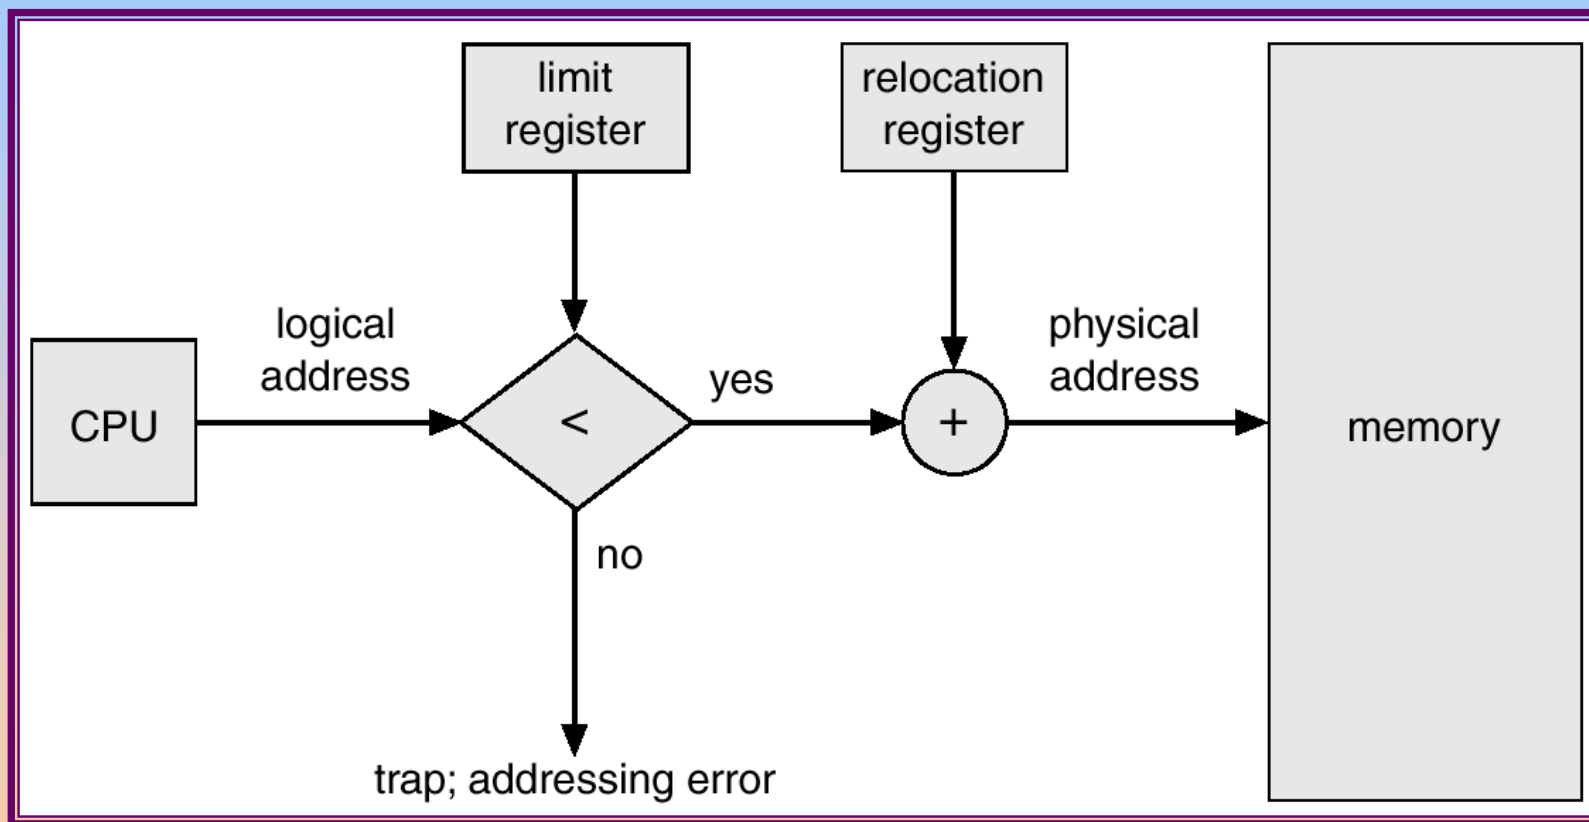 limit
register
relocation
register
logical
address
yes
physical
address
CPU
<
+
memory
no
trap; addressing error